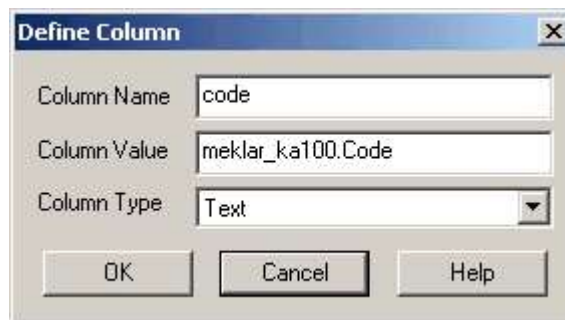 Define Column
Column Name code
Column Value meklar_ka100.Code
Column Type Text
OK Cancel Help